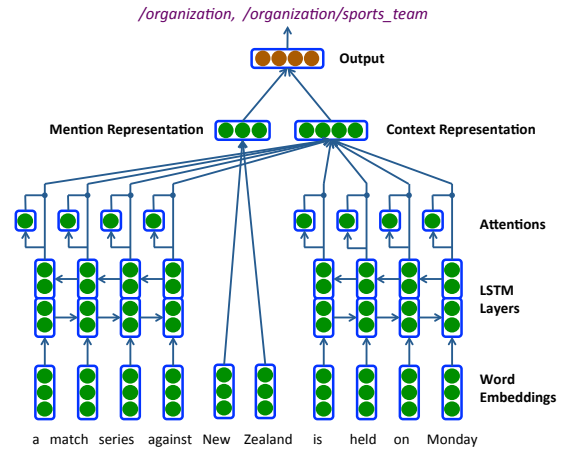 /organization, /organization/sports_team
Output
Mention Representation
Context Representation
Attentions
LSTM
Layers
Word
Embeddings
a match series against New Zealand is held on Monday